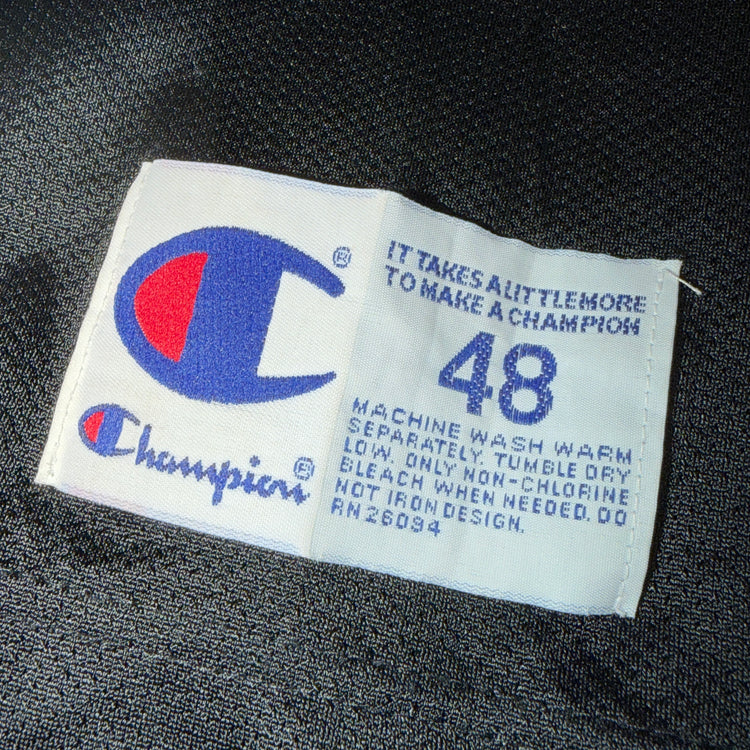 ®
Champion®
IT TAKES A LITTLE MORE
TO MAKE A CHAMPION
48
MACHINE WASH WARM
SEPARATELY. TUMBLE DRY
LOW. ONLY NON-CHLORINE
BLEACH WHEN NEEDED. DO
NOT IRON DESIGN.
RN 26094